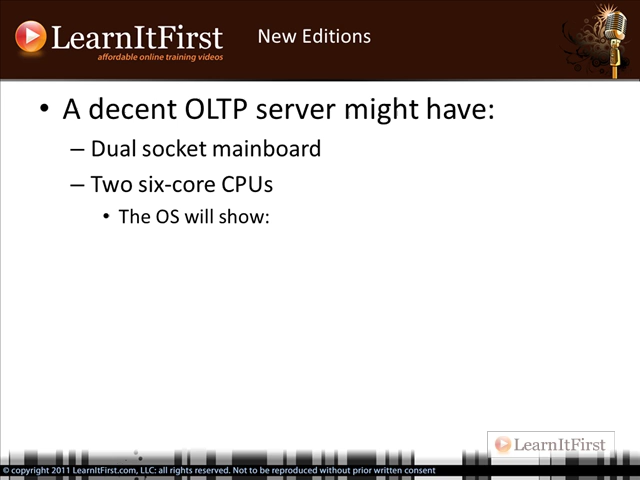 LearnItFirst
affordable online training videos
New Editions
• A decent OLTP server might have:
– Dual socket mainboard
– Two six-core CPUs
• The OS will show:
LearnItFirst
© copyright 2011 LearnItFirst.com, LLC: all rights reserved. Not to be reproduced without prior written consent